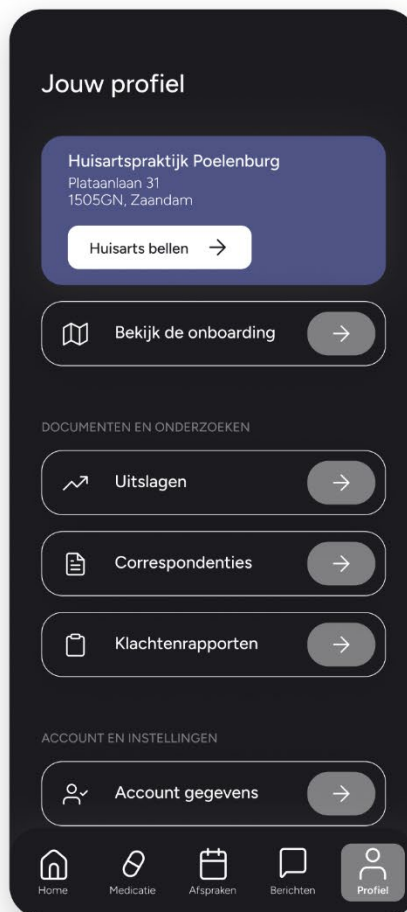 Jouw profiel
Huisartspraktijk Poelenburg
Plataanlaan 31
1505GN, Zaandam
Huisarts bellen
Bekijk de onboarding
DOCUMENTEN EN ONDERZOEKEN
Uitslagen
Correspondenties
Klachtenrapporten
ACCOUNT EN INSTELLINGEN
Account gegevens
Home
Medicatie
Afspraken
Berichten
Profiel